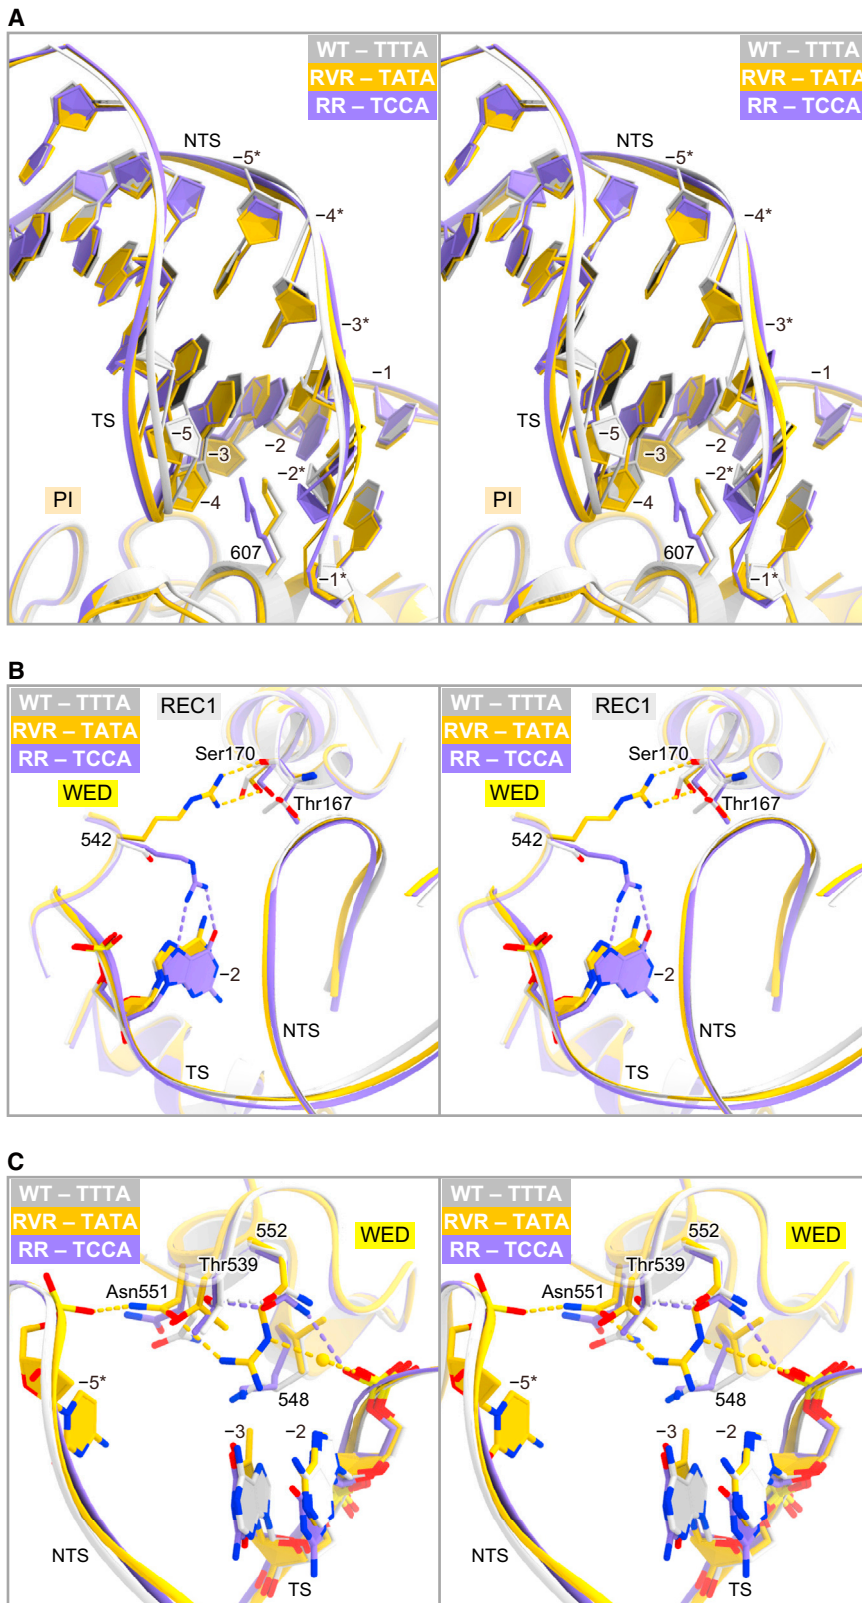 A
WT – TTTA
RVR – TATA
RR – TCCA
NTS
−5*
−4*
−3*
−1
TS
−5
−3
−2
−2*
−4
PI
607
−1*
WT – TTTA
RVR – TATA
RR – TCCA
NTS
−5*
−4*
−3*
−1
TS
−5
−3
−2
−2*
−4
PI
607
−1*
B
WT – TTTA
RVR – TATA
RR – TCCA
REC1
Ser170
WED
Thr167
542
−2
NTS
TS
WT – TTTA
RVR – TATA
RR – TCCA
REC1
Ser170
WED
Thr167
542
−2
NTS
TS
C
WT – TTTA
RVR – TATA
RR – TCCA
552
WED
Thr539
Asn551
−5*
548
−3
−2
NTS
TS
WT – TTTA
RVR – TATA
RR – TCCA
552
WED
Thr539
Asn551
−5*
548
−3
−2
NTS
TS